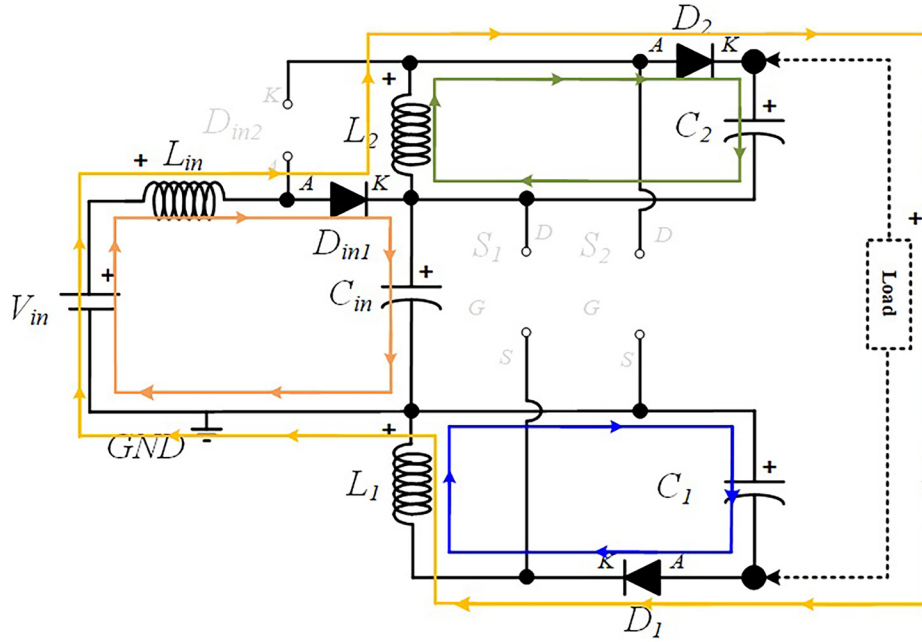 D2
A K
+
K
Din2
L2
C2
+
A
+ Lin
A K
Din1
S1 D S2 D
+
+
Vin
Cin
+
G G
Load
S S
GND
+
L1
C1
+
K A
D1